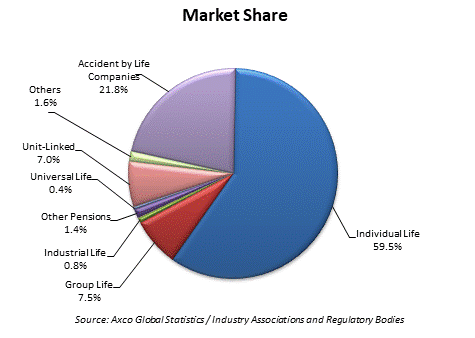 Market Share
Accident by Life
Companies
21.8%
Others
1.6%
Unit-Linked
7.0%
Universal Life
0.4%
Other Pensions
1.4%
Industrial Life
0.8%
Group Life
7.5%
Individual Life
59.5%
Source: Axco Global Statistics / Industry Associations and Regulatory Bodies